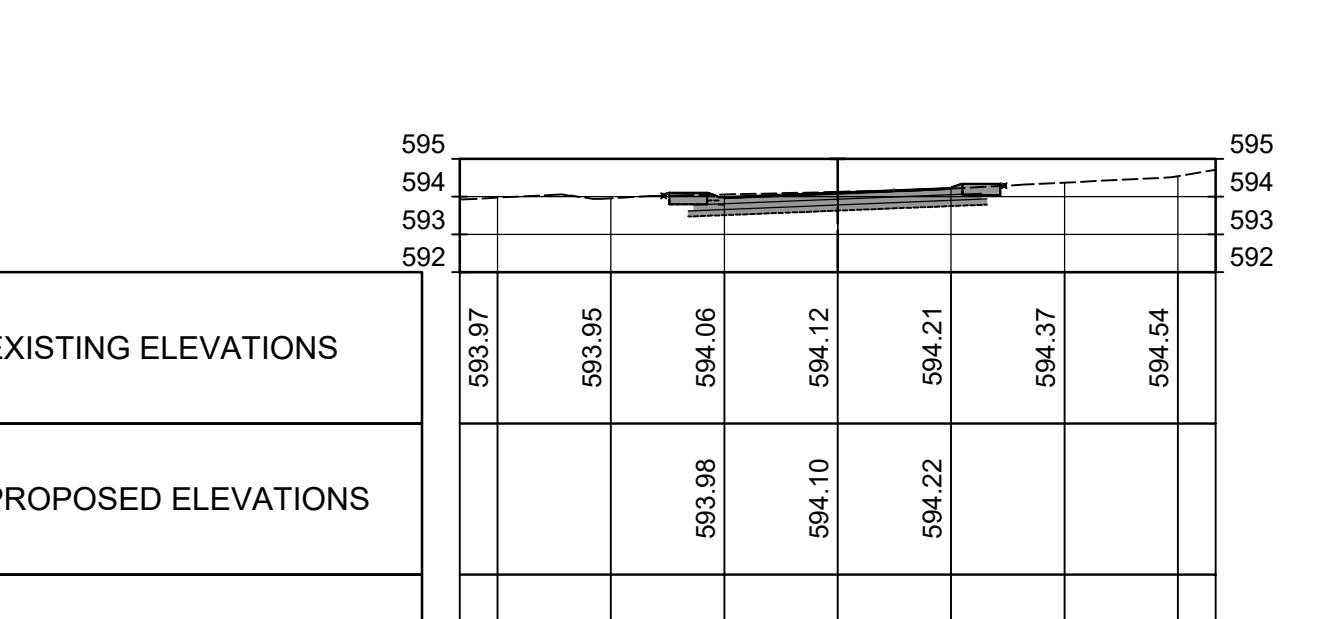 595 595
594 594
593 593
592 592
EXISTING ELEVATIONS 593.97 593.95 594.06 594.12 594.21 594.37 594.54
PROPOSED ELEVATIONS 593.98 594.10 594.22